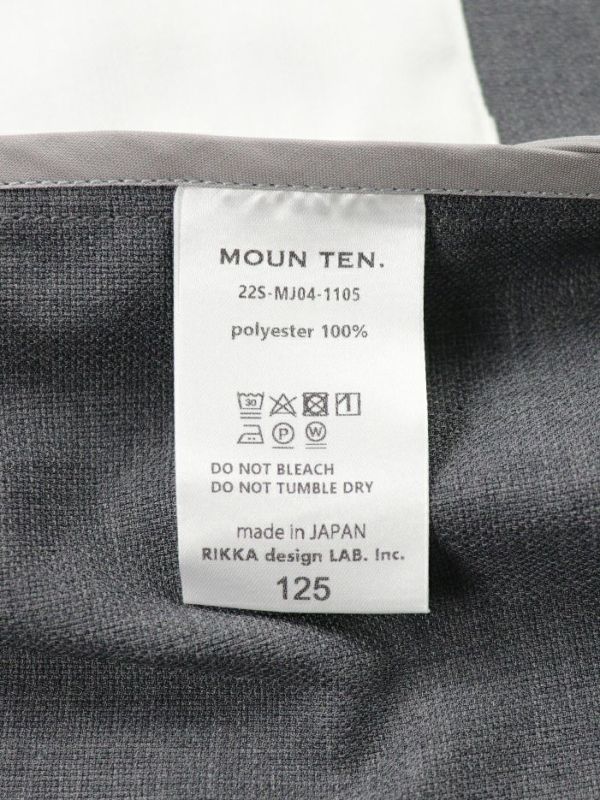 MOUN TEN.
22S-MJ04-1105
polyester 100%
30
P W
DO NOT BLEACH
DO NOT TUMBLE DRY
made in JAPAN
RIKKA design LAB. Inc.
125